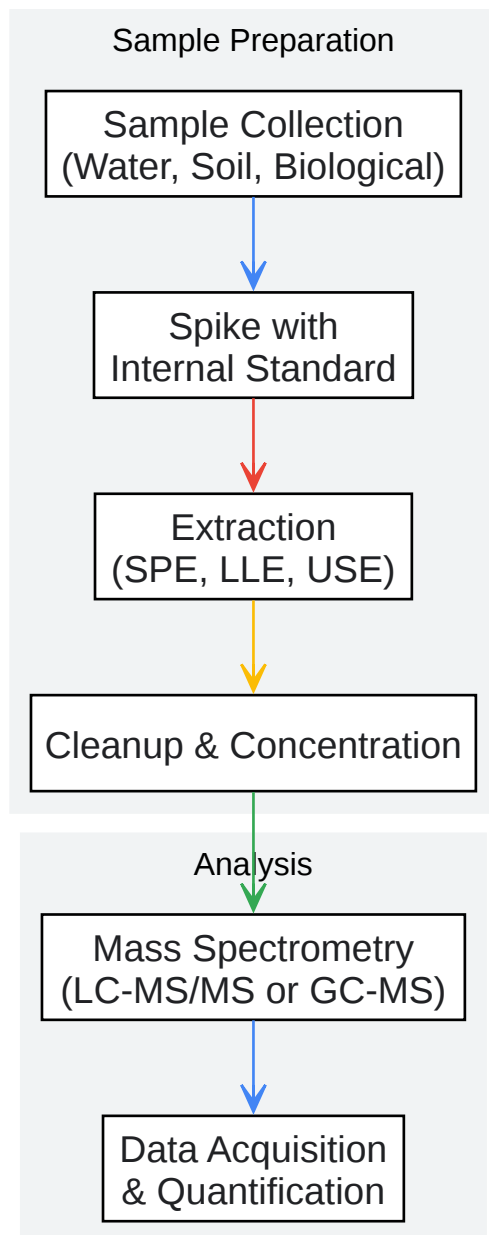 Sample Preparation
Sample Collection
(Water, Soil, Biological)
Spike with
Internal Standard
Extraction
(SPE, LLE, USE)
Cleanup & Concentration
Analysis
Mass Spectrometry
(LC-MS/MS or GC-MS)
Data Acquisition
& Quantification